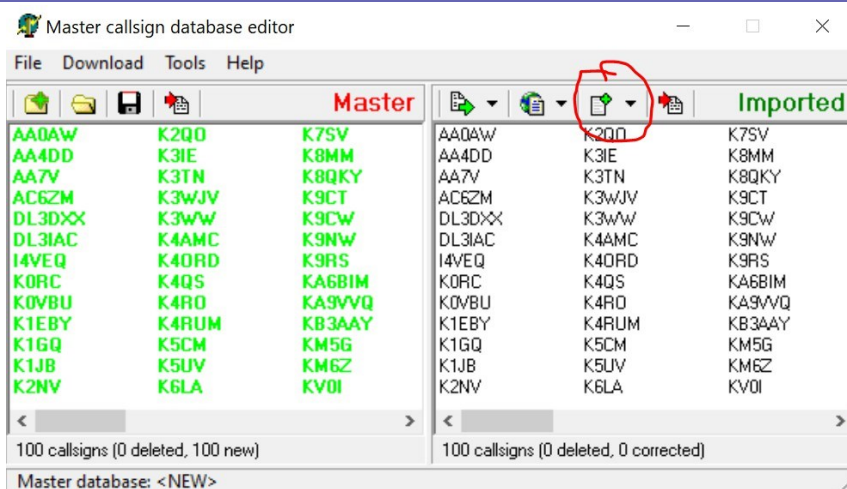 Master callsign database editor
File Download Tools Help
Master
AA0AW K2QO K7SV
AA4DD K3IE K8MM
AA7V K3TN K8QKY
AC6ZM K3WJV K9CT
DL3DXX K3WW K9CW
DL3IAC K4AMC K9NW
I4VEQ K4ORD K9RS
K0RC K4QS KA6BIM
K0VBU K4RO KA9VVQ
K1EBY K4RUM KB3AAY
K1GQ K5CM KM5G
K1JB K5UV KM6Z
K2NV K6LA KV0I
100 callsigns (0 deleted, 100 new)
Imported
AA0AW K2QO K7SV
AA4DD K3IE K8MM
AA7V K3TN K8QKY
AC6ZM K3WJV K9CT
DL3DXX K3WW K9CW
DL3IAC K4AMC K9NW
I4VEQ K4ORD K9RS
K0RC K4QS KA6BIM
K0VBU K4RO KA9VVQ
K1EBY K4RUM KB3AAY
K1GQ K5CM KM5G
K1JB K5UV KM6Z
K2NV K6LA KV0I
100 callsigns (0 deleted, 0 corrected)
Master database: <NEW>